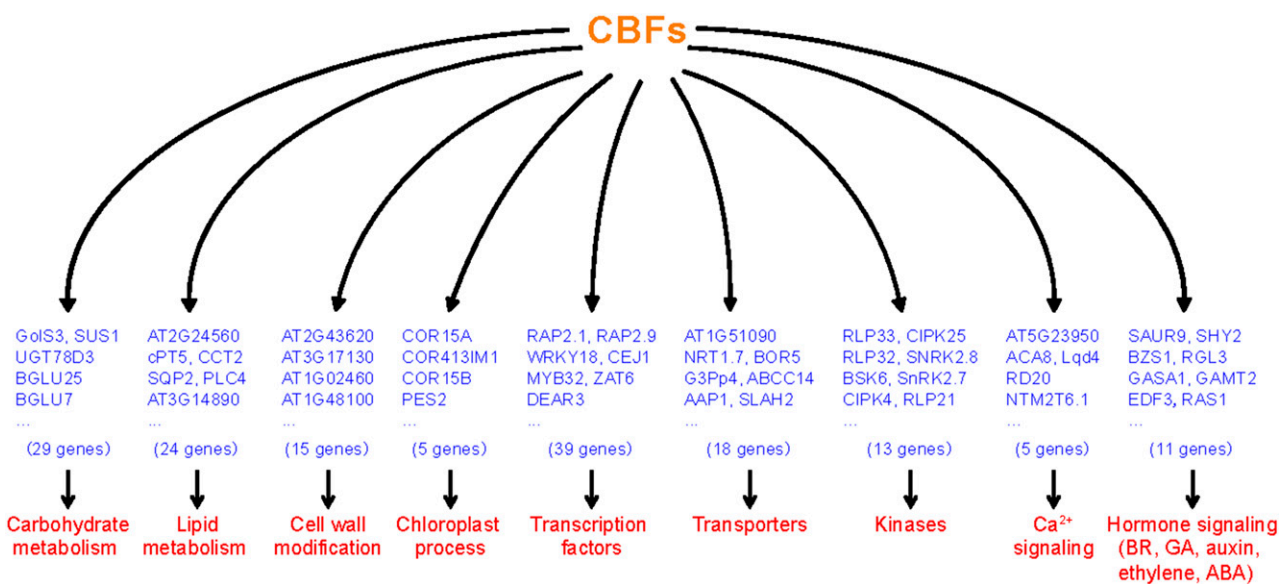 CBFs
GolS3, SUS1
UGT78D3
BGLU25
BGLU7
...
(29 genes)
Carbohydrate
metabolism
AT2G24560
cPT5, CCT2
SQP2, PLC4
AT3G14890
...
(24 genes)
Lipid
metabolism
AT2G43620
AT3G17130
AT1G02460
AT1G48100
...
(15 genes)
Cell wall
modification
COR15A
COR413IM1
COR15B
PES2
...
(5 genes)
Chloroplast
process
RAP2.1, RAP2.9
WRKY18, CEJ1
MYB32, ZAT6
DEAR3
...
(39 genes)
Transcription
factors
AT1G51090
NRT1.7, BOR5
G3Pp4, ABCC14
AAP1, SLAH2
...
(18 genes)
Transporters
RLP33, CIPK25
RLP32, SNRK2.8
BSK6, SnRK2.7
CIPK4, RLP21
...
(13 genes)
Kinases
AT5G23950
ACA8, Lqd4
RD20
NTM2T6.1
...
(5 genes)
Ca²⁺
signaling
SAUR9, SHY2
BZS1, RGL3
GASA1, GAMT2
EDF3, RAS1
...
(11 genes)
Hormone signaling
(BR, GA, auxin,
ethylene, ABA)